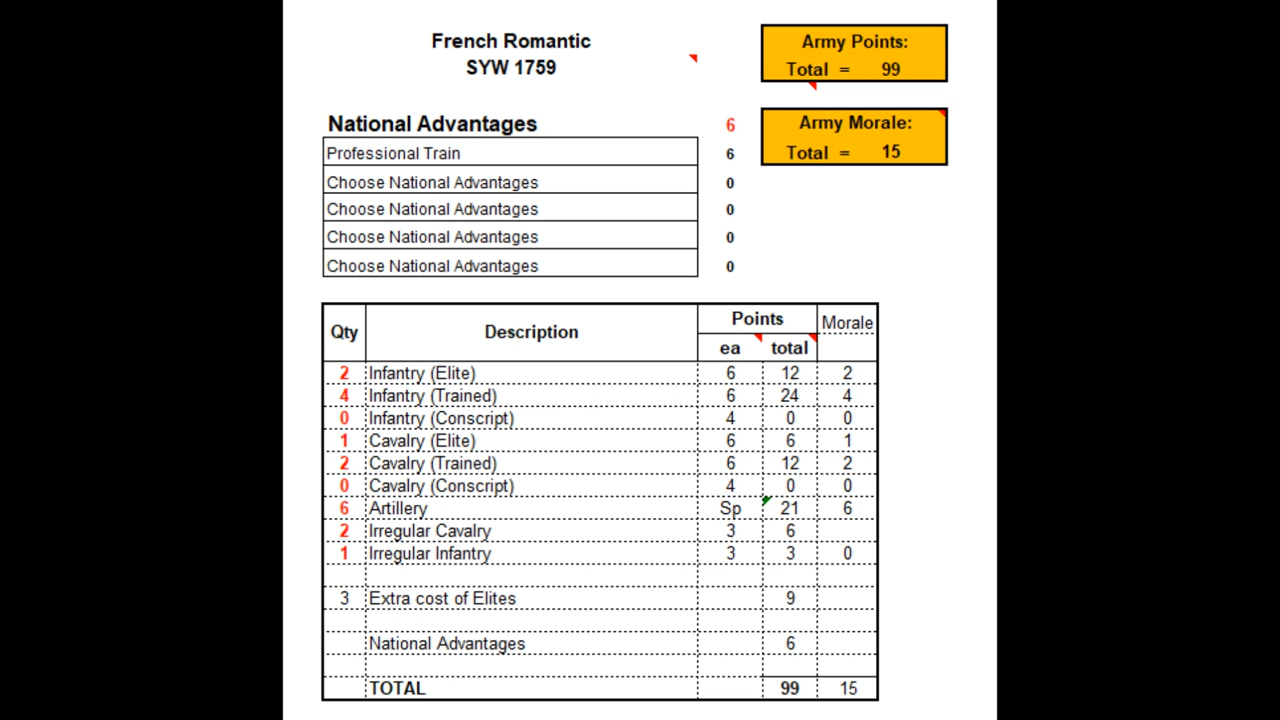 French Romantic
SYW 1759
Army Points:
Total = 99
National Advantages 6
Army Morale:
Total = 15
Professional Train 6
Choose National Advantages 0
Choose National Advantages 0
Choose National Advantages 0
Choose National Advantages 0
Qty Description Points Morale
ea total
2 Infantry (Elite) 6 12 2
4 Infantry (Trained) 6 24 4
0 Infantry (Conscript) 4 0 0
1 Cavalry (Elite) 6 6 1
2 Cavalry (Trained) 6 12 2
0 Cavalry (Conscript) 4 0 0
6 Artillery Sp 21 6
2 Irregular Cavalry 3 6
1 Irregular Infantry 3 3 0
3 Extra cost of Elites 9
National Advantages 6
TOTAL 99 15